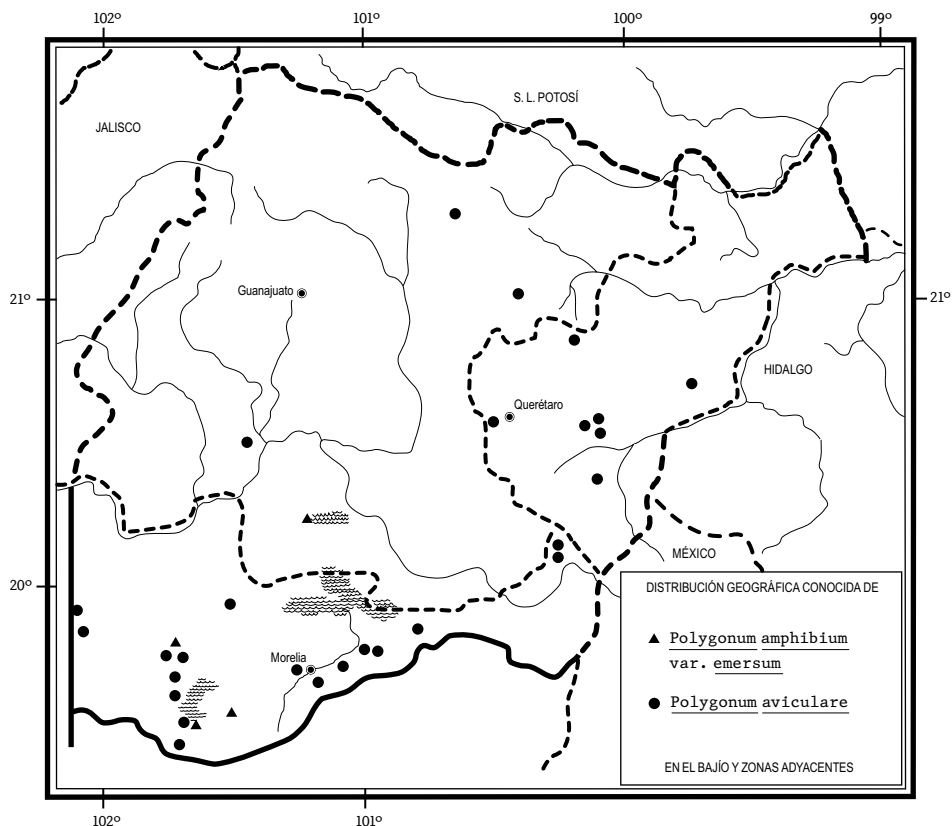 102º 101º 100º 99º
S. L. POTOSÍ
JALISCO
Guanajuato
21º 21º
HIDALGO
Querétaro
MÉXICO
20º
DISTRIBUCIÓN GEOGRÁFICA CONOCIDA DE
Polygonum amphibium
var. emersum
Morelia
Polygonum aviculare
EN EL BAJÍO Y ZONAS ADYACENTES
102º 101º